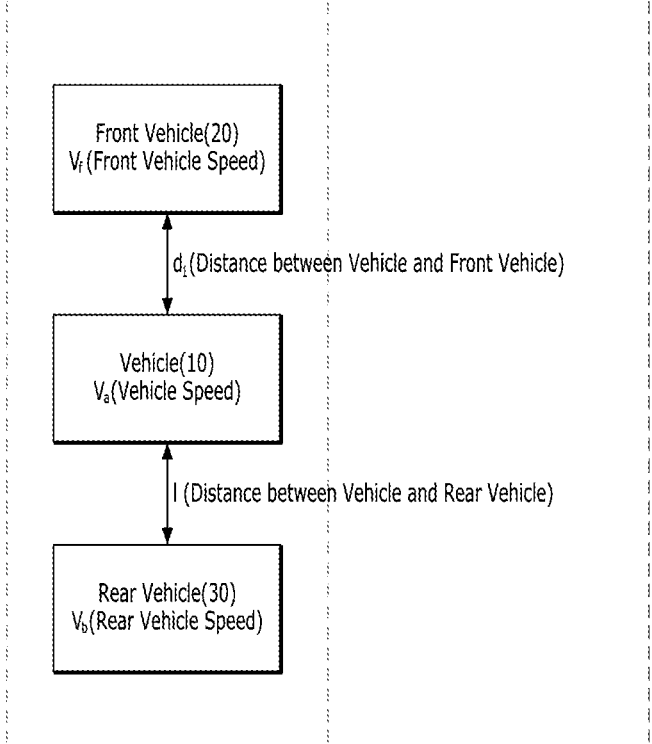 Front Vehicle(20)
Vf(Front Vehicle Speed)
d1(Distance between Vehicle and Front Vehicle)
Vehicle(10)
Va(Vehicle Speed)
l (Distance between Vehicle and Rear Vehicle)
Rear Vehicle(30)
Vb(Rear Vehicle Speed)